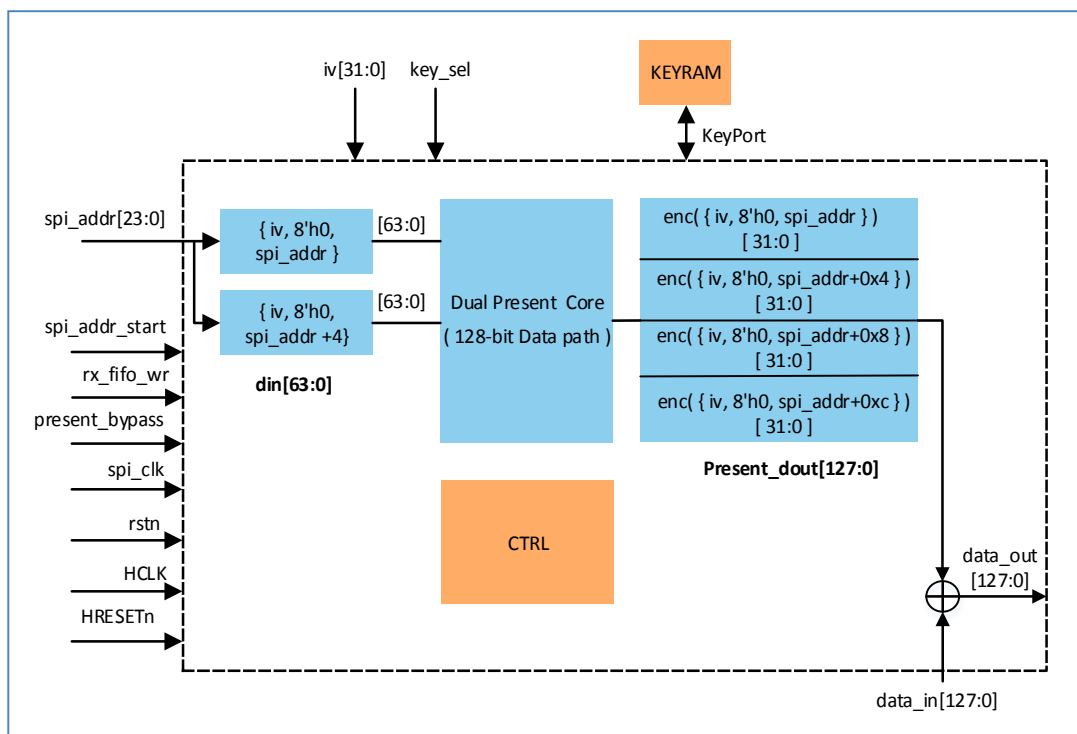 iv[31:0]
key_sel
KEYRAM
KeyPort
spi_addr[23:0]
{ iv, 8'h0,
spi_addr }
[63:0]
{ iv, 8'h0,
spi_addr +4}
[63:0]
din[63:0]
Dual Present Core
( 128-bit Data path )
enc( { iv, 8'h0, spi_addr } )
[ 31:0 ]
enc( { iv, 8'h0, spi_addr+0x4 } )
[ 31:0 ]
enc( { iv, 8'h0, spi_addr+0x8 } )
[ 31:0 ]
enc( { iv, 8'h0, spi_addr+0xc } )
[ 31:0 ]
Present_dout[127:0]
spi_addr_start
rx_fifo_wr
present_bypass
spi_clk
rstn
HCLK
HRESETn
CTRL
data_out
[127:0]
data_in[127:0]